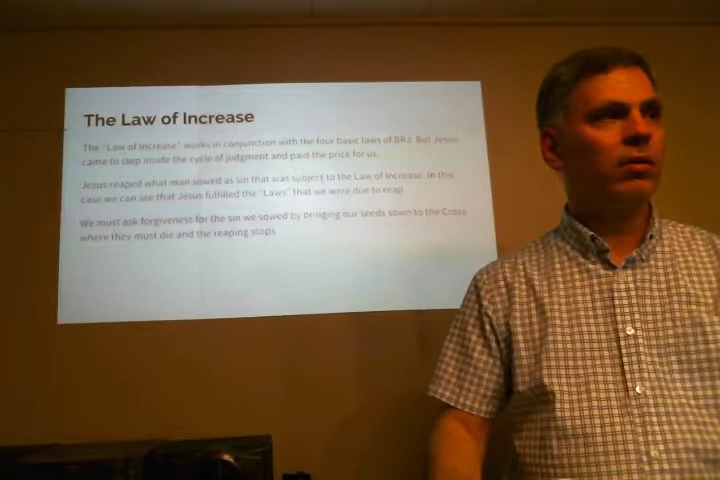 The Law of Increase
The "Law of Increase" works in conjunction with the four basic laws of BRJ. But Jesus
came to step inside the cycle of judgment and paid the price for us.
Jesus reaped what man sowed as sin that was subject to the Law of Increase. In this
case we can see that Jesus fulfilled the "Laws" that we were due to reap.
We must ask forgiveness for the sin we sowed by bringing our seeds sown to the Cross
where they must die and the reaping stops.